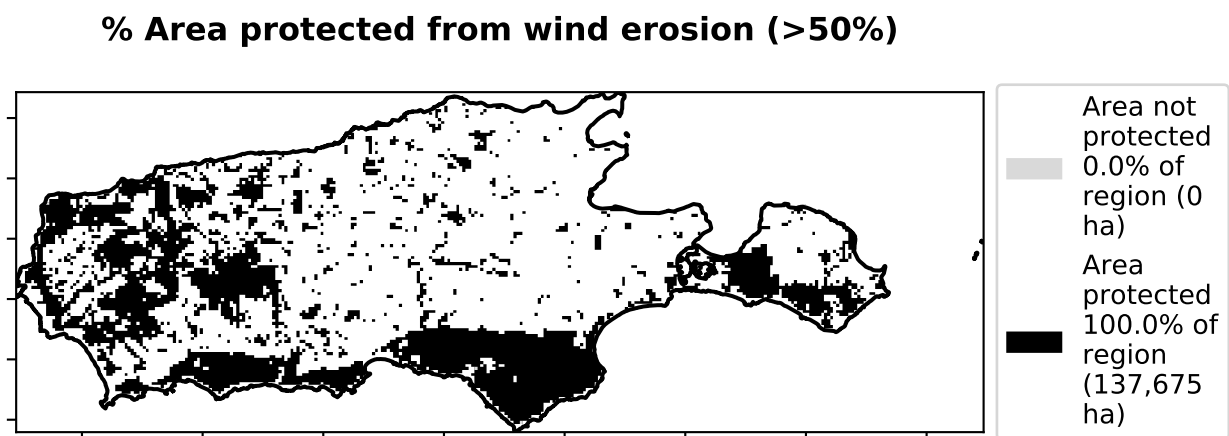 % Area protected from wind erosion (>50%)
Area not
protected
0.0% of
region (0
ha)
Area
protected
100.0% of
region
(137,675
ha)